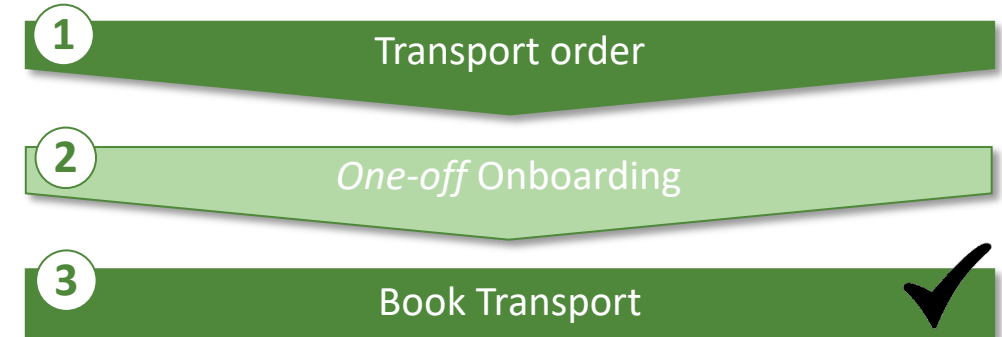 1
Transport order
2
One-off Onboarding
3
Book Transport